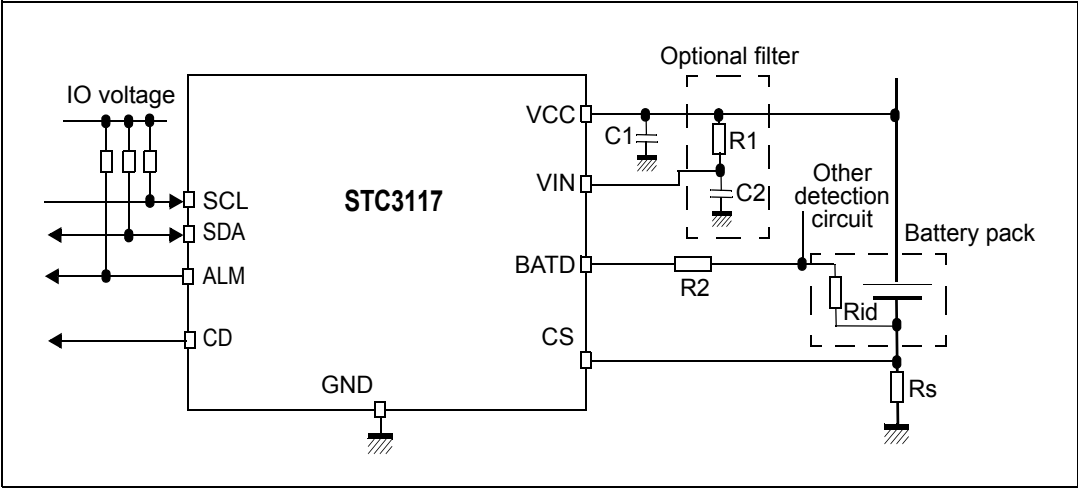 Optional filter
IO voltage
VCC
C1
R1
VIN
C2
STC3117
SCL
SDA
ALM
CD
Other
detection
circuit
Battery pack
BATD
R2
Rid
CS
Rs
GND